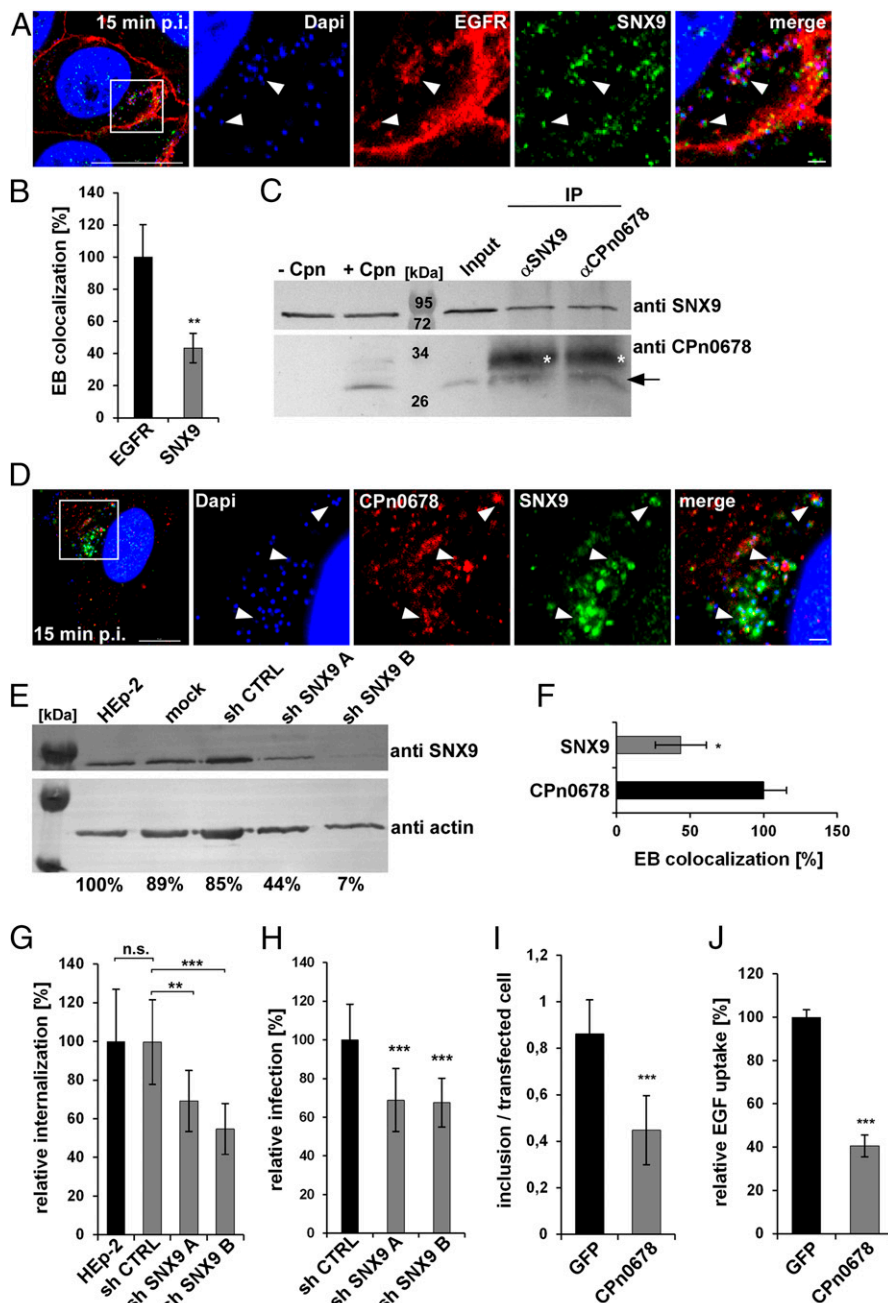 A
15 min p.i.
Dapi
EGFR
SNX9
merge
B
EB colocalization [%]
140
120
100
80
60
40
20
0
EGFR
SNX9
**
C
IP
- Cpn
+ Cpn
[kDa]
Input
αSNX9
αCPn0678
95
72
anti SNX9
34
26
anti CPn0678
*
*
D
15 min p.i.
Dapi
CPn0678
SNX9
merge
E
[kDa]
HEp-2
mock
sh CTRL
sh SNX9 A
sh SNX9 B
anti SNX9
anti actin
100%
89%
85%
44%
7%
F
SNX9
*
CPn0678
0
50
100
150
EB colocalization [%]
G
relative internalization [%]
140
120
100
80
60
40
20
0
n.s.
***
**
HEp-2
sh CTRL
sh SNX9 A
sh SNX9 B
H
relative infection [%]
140
120
100
80
60
40
20
0
***
***
sh CTRL
sh SNX9 A
sh SNX9 B
I
inclusion / transfected cell
1,2
1
0,8
0,6
0,4
0,2
0
***
GFP
CPn0678
J
relative EGF uptake [%]
120
100
80
60
40
20
0
***
GFP
CPn0678